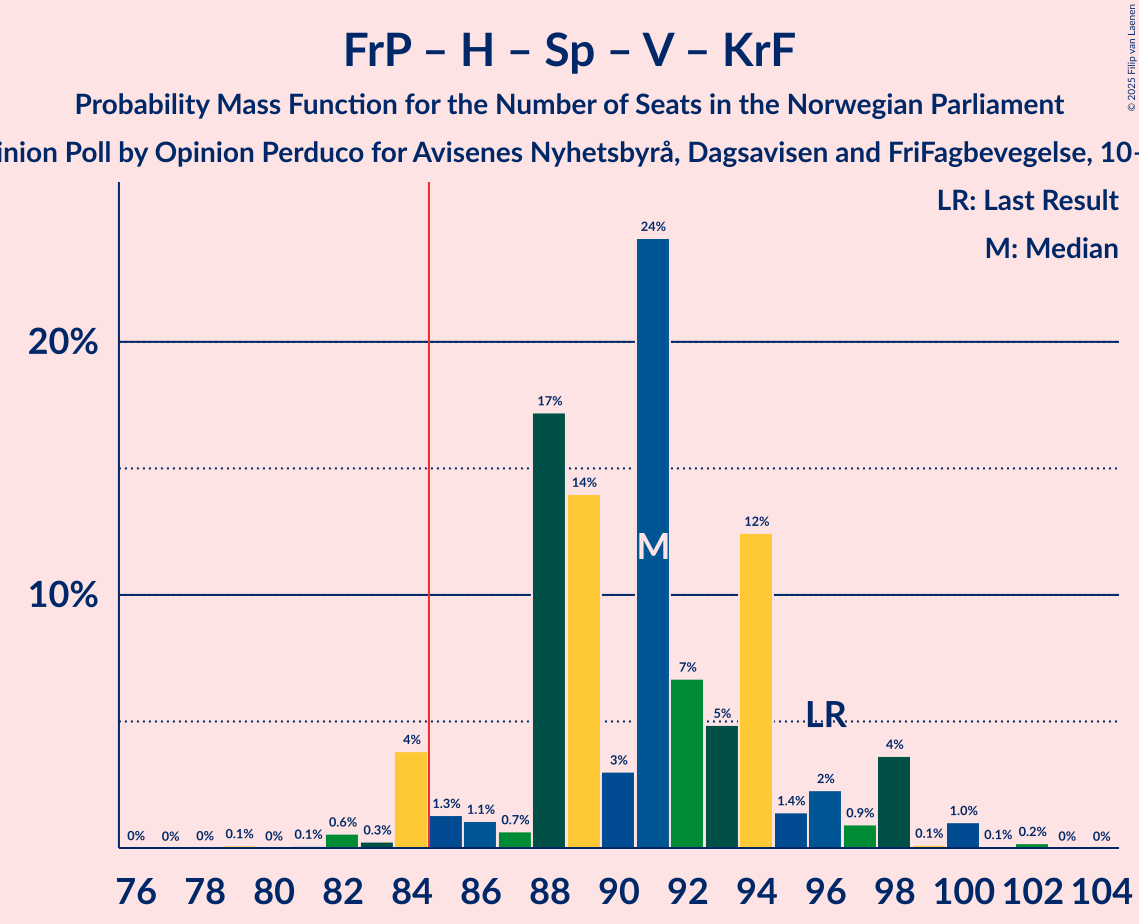 FrP – H – Sp – V – KrF
Probability Mass Function for the Number of Seats in the Norwegian Parliament
inion Poll by Opinion Perduco for Avisenes Nyhetsbyrå, Dagsavisen and FriFagbevegelse, 10–
© 2025 Filip van Laenen
LR: Last Result
M: Median
24%
20%
17%
14%
12%
M
10%
7%
5%
LR
4%
4%
3%
2%
1.3%
1.1%
0.7%
1.4%
0.9%
1.0%
0% 0% 0% 0.1% 0% 0.1% 0.6% 0.3% 0.1% 0.1% 0.2% 0% 0%
76 78 80 82 84 86 88 90 92 94 96 98 100 102 104